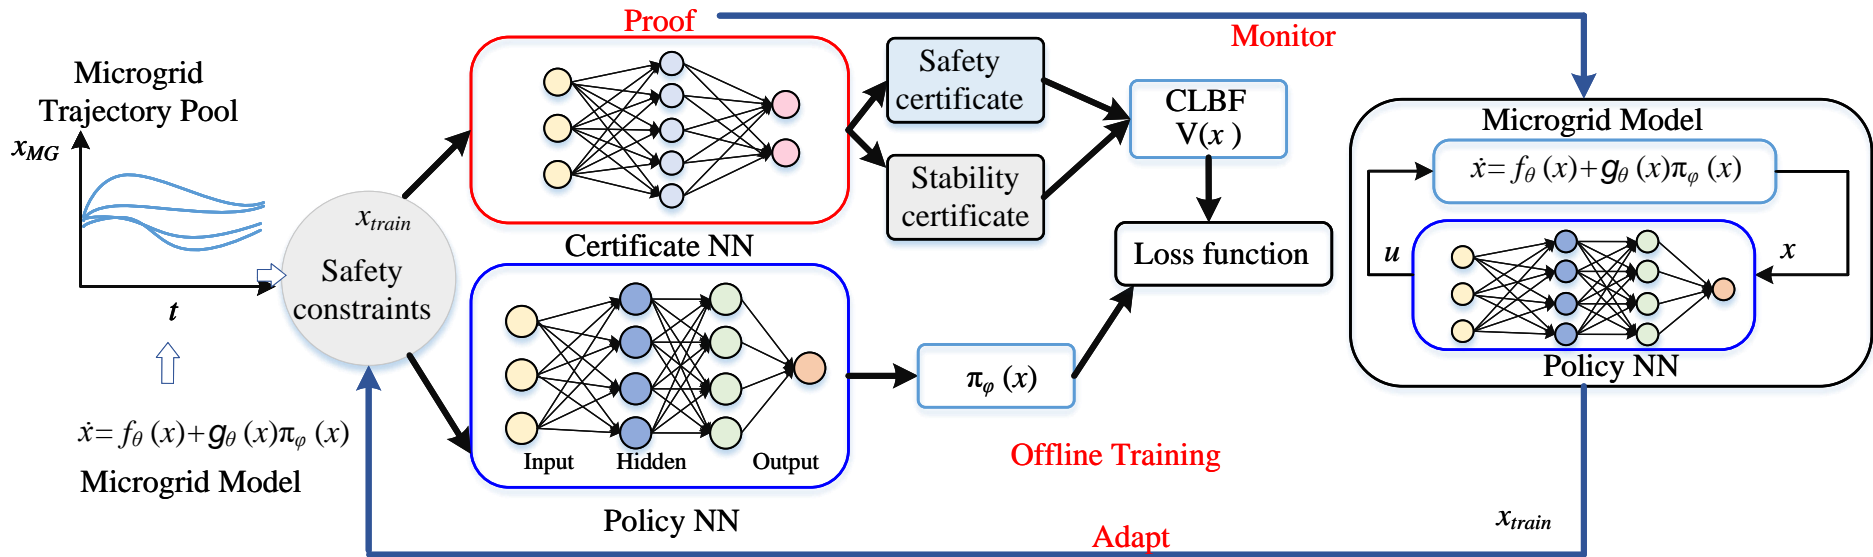 Microgrid
Trajectory Pool
x_MG
t
ẋ= f_θ (x)+g_θ (x)π_φ (x)
Microgrid Model
x_train
Safety
constraints
Proof
Certificate NN
Input
Hidden
Output
Policy NN
Safety
certificate
Stability
certificate
CLBF
V(x )
Loss function
π_φ (x)
Offline Training
Monitor
Microgrid Model
ẋ= f_θ (x)+g_θ (x)π_φ (x)
u
x
Policy NN
x_train
Adapt